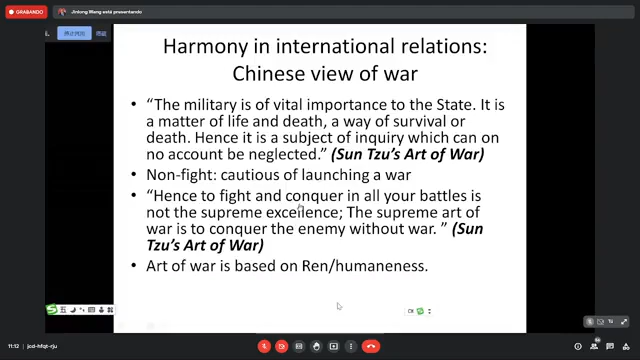 GRABANDO
Jinlong Wang está presentando
Harmony in international relations:
Chinese view of war
• “The military is of vital importance to the State. It is
a matter of life and death, a way of survival or
death. Hence it is a subject of inquiry which can on
no account be neglected.” (Sun Tzu’s Art of War)
• Non-fight: cautious of launching a war
• “Hence to fight and conquer in all your battles is
not the supreme excellence; The supreme art of
war is to conquer the enemy without war. ” (Sun
Tzu’s Art of War)
• Art of war is based on Ren/humaneness.
11:12 | jcd-hfqt-rju